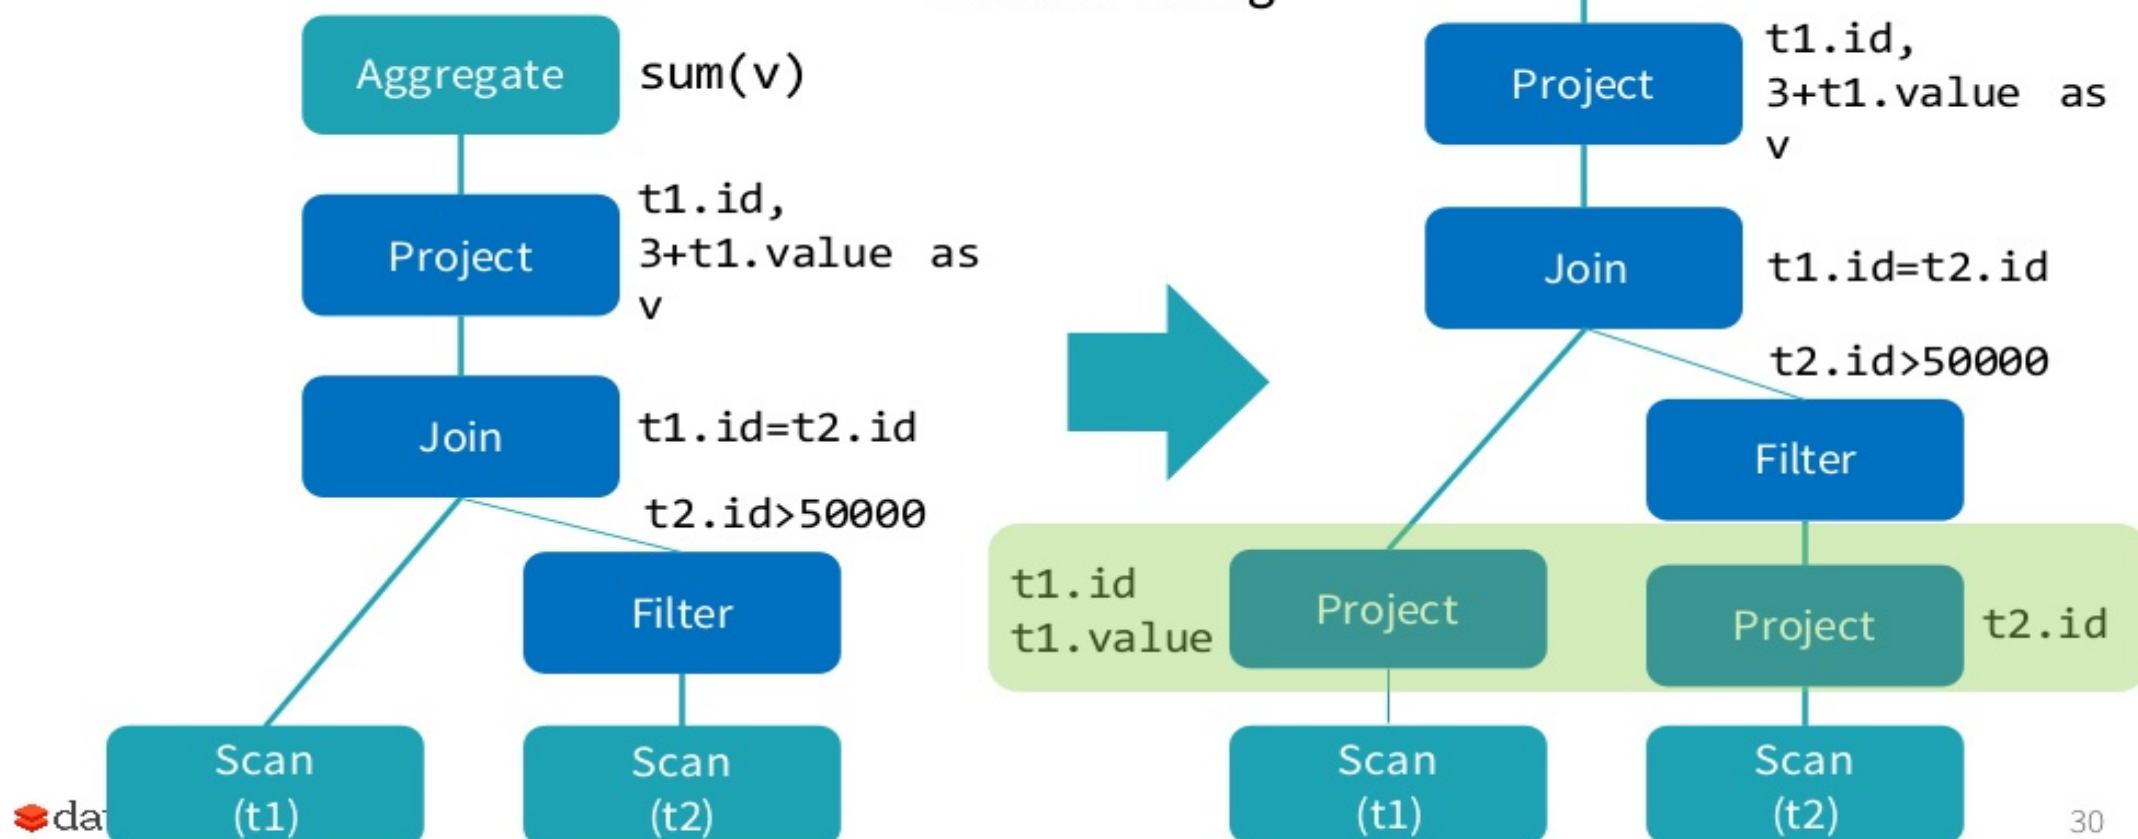 Aggregate
sum(v)
Project
t1.id,
3+t1.value as
v
Join
t1.id=t2.id
t2.id>50000
Filter
Scan
(t1)
Scan
(t2)
Project
t1.id,
3+t1.value as
v
Join
t1.id=t2.id
t2.id>50000
Filter
t1.id
t1.value
Project
Project
t2.id
Scan
(t1)
Scan
(t2)
30